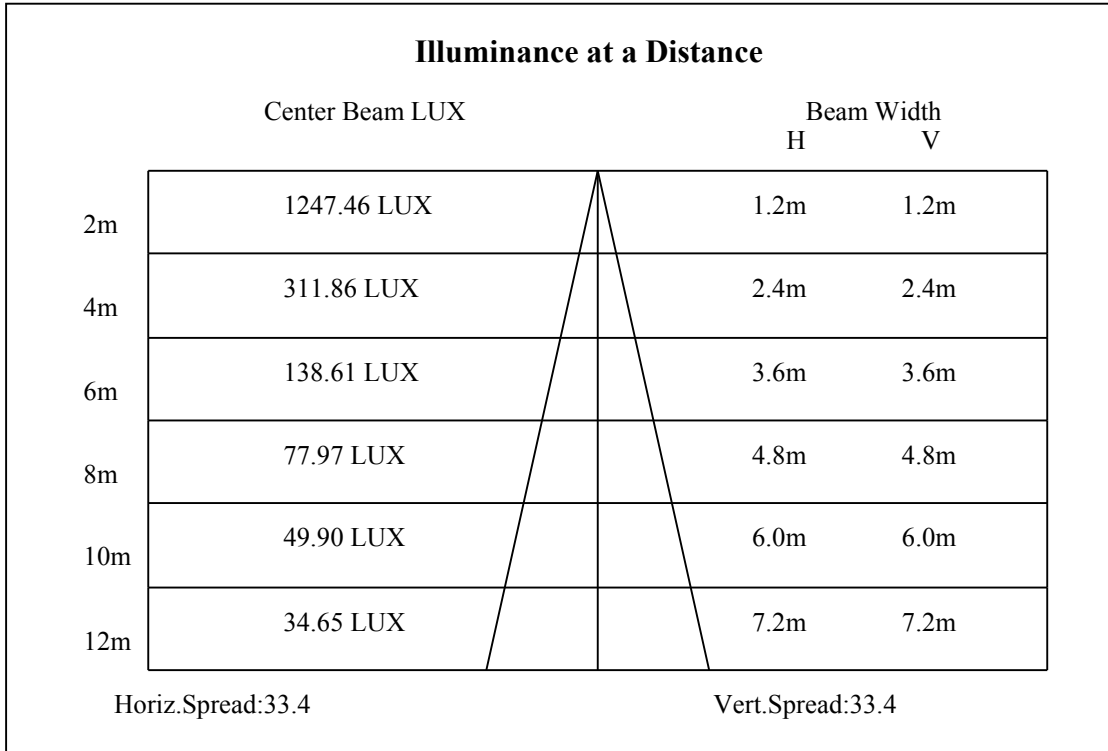 Illuminance at a Distance
Center Beam LUX Beam Width
H V
1247.46 LUX 1.2m 1.2m
2m
311.86 LUX 2.4m 2.4m
4m
138.61 LUX 3.6m 3.6m
6m
77.97 LUX 4.8m 4.8m
8m
49.90 LUX 6.0m 6.0m
10m
34.65 LUX 7.2m 7.2m
12m
Horiz.Spread:33.4 Vert.Spread:33.4